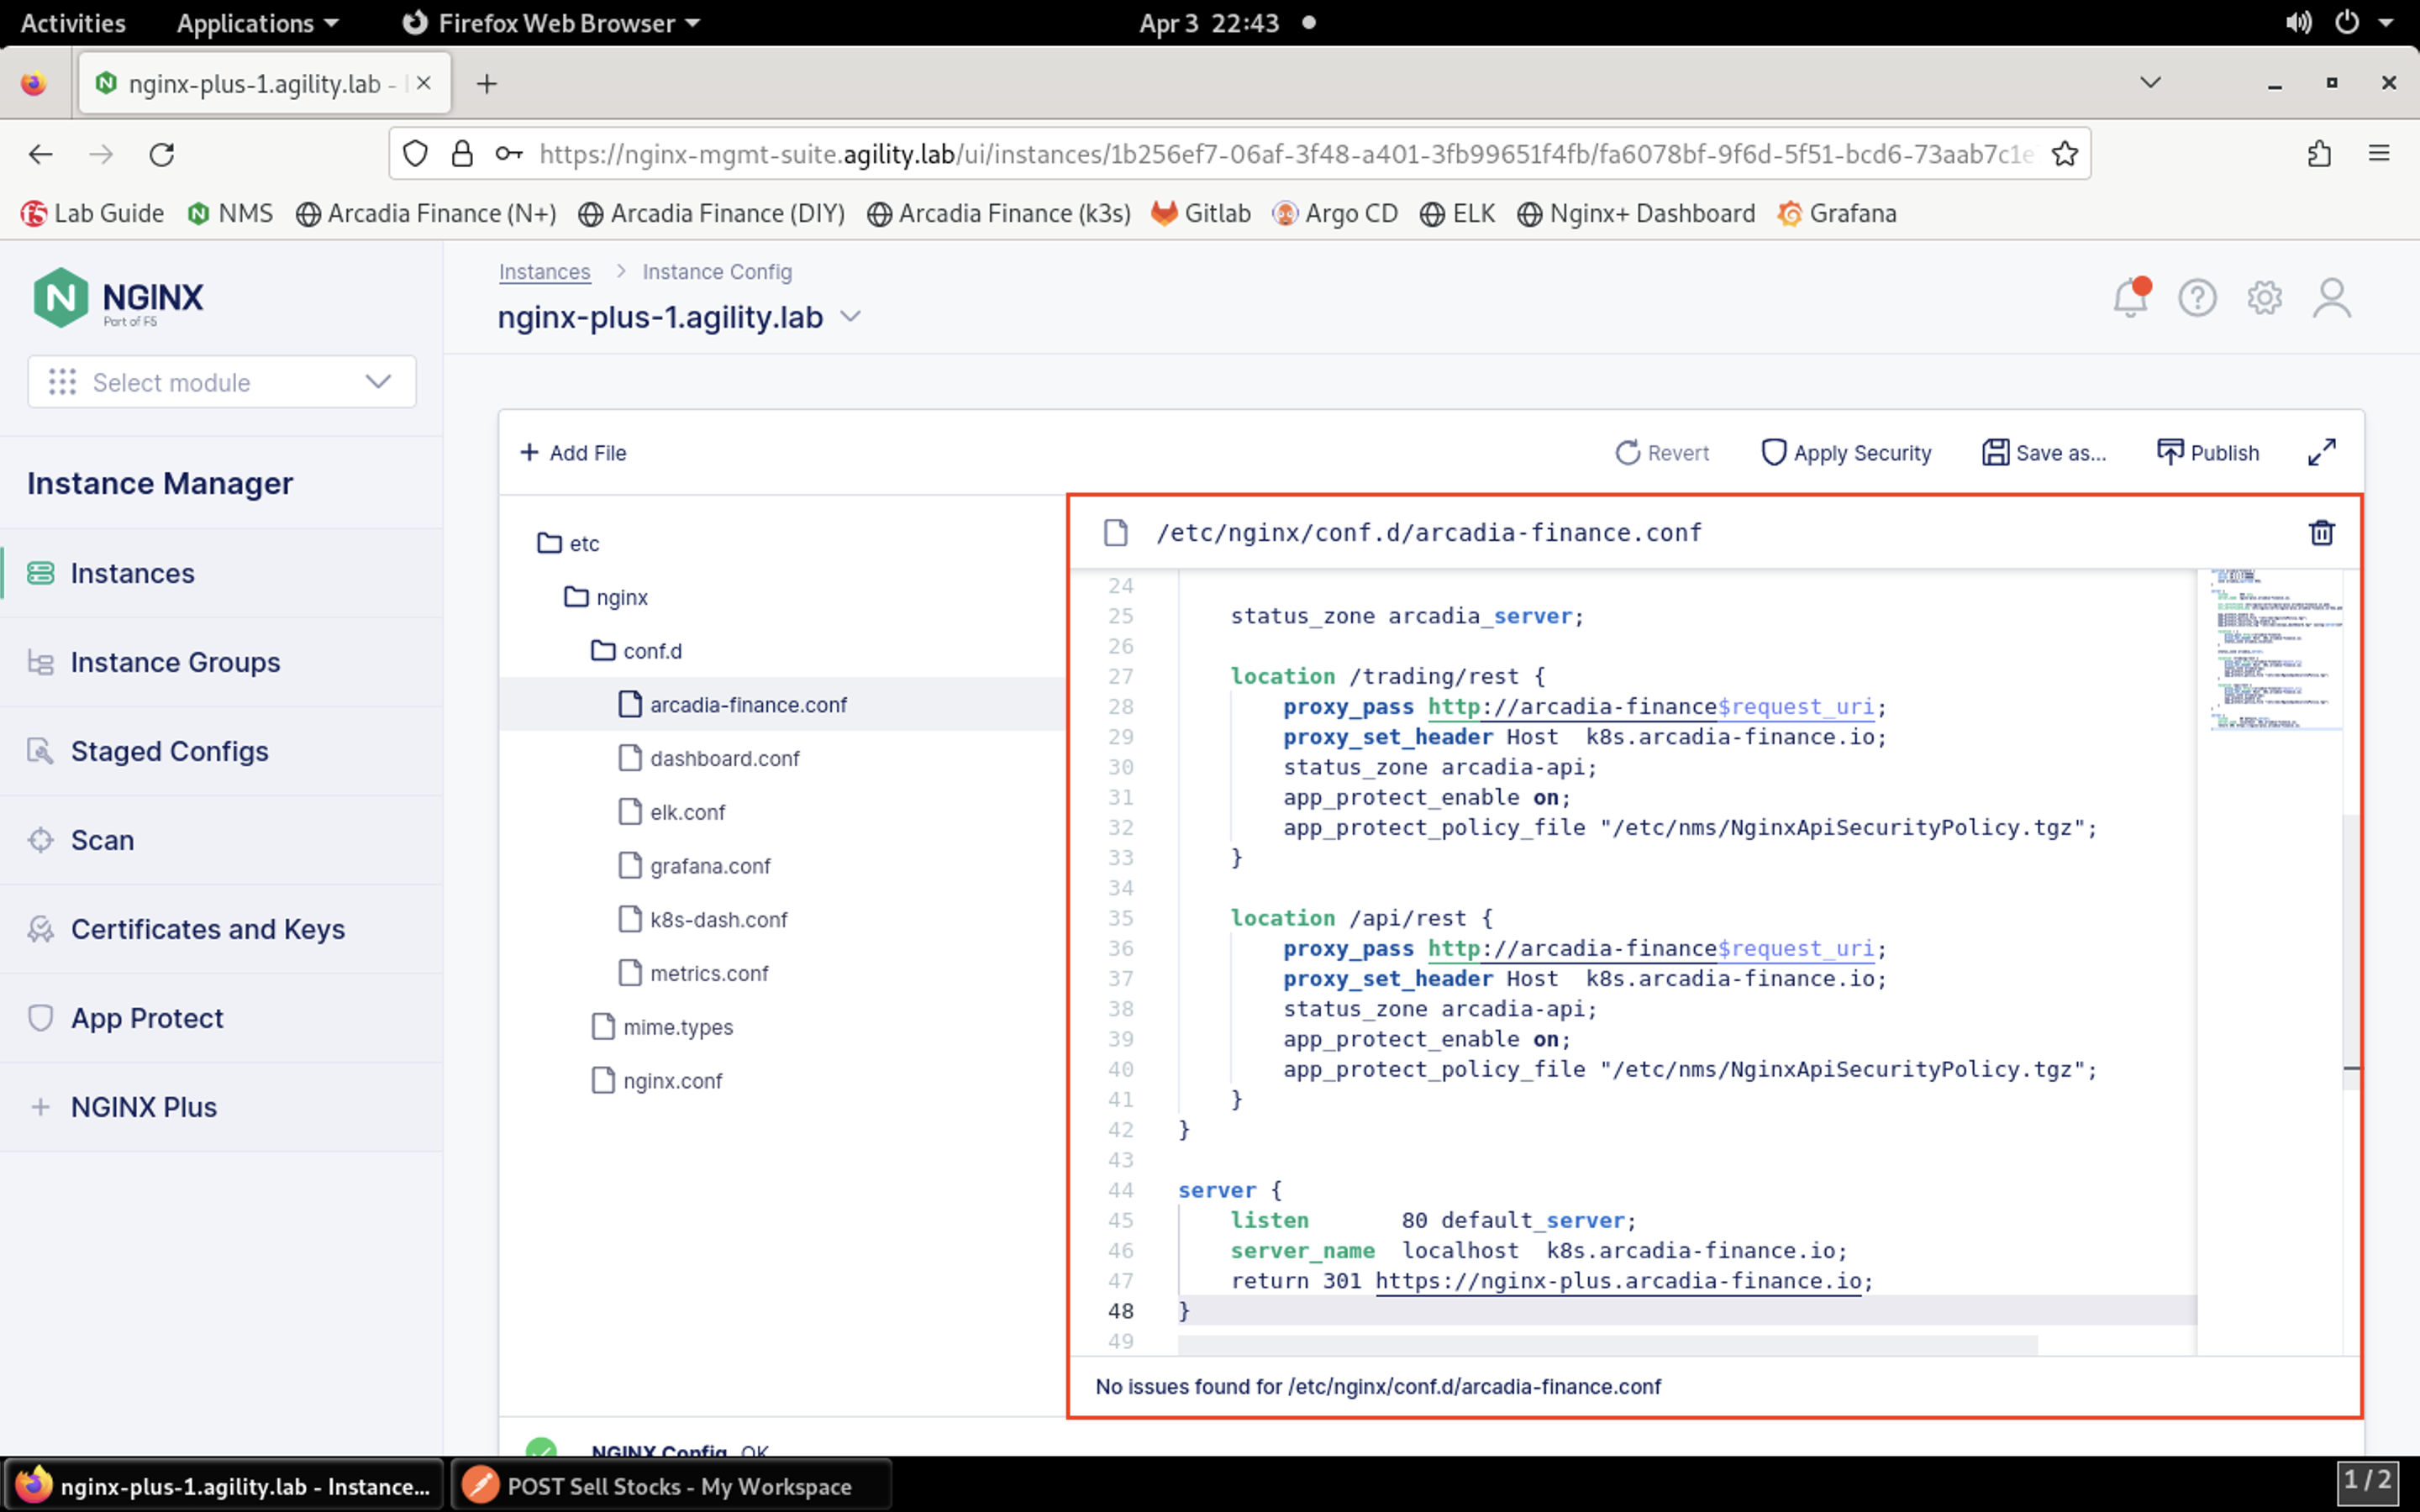 Activities Applications Firefox Web Browser Apr 3 22:43
nginx-plus-1.agility.lab -
https://nginx-mgmt-suite.agility.lab/ui/instances/1b256ef7-06af-3f48-a401-3fb99651f4fb/fa6078bf-9f6d-5f51-bcd6-73aab7c1e
Lab Guide NMS Arcadia Finance (N+) Arcadia Finance (DIY) Arcadia Finance (k3s) Gitlab Argo CD ELK Nginx+ Dashboard Grafana
NGINX
Part of F5
Select module
Instance Manager
Instances
Instance Groups
Staged Configs
Scan
Certificates and Keys
App Protect
NGINX Plus
Instances > Instance Config
nginx-plus-1.agility.lab
+ Add File Revert Apply Security Save as... Publish
etc
nginx
conf.d
arcadia-finance.conf
dashboard.conf
elk.conf
grafana.conf
k8s-dash.conf
metrics.conf
mime.types
nginx.conf
/etc/nginx/conf.d/arcadia-finance.conf
24
25 status_zone arcadia_server;
26
27 location /trading/rest {
28 proxy_pass http://arcadia-finance$request_uri;
29 proxy_set_header Host k8s.arcadia-finance.io;
30 status_zone arcadia-api;
31 app_protect_enable on;
32 app_protect_policy_file "/etc/nms/NginxApiSecurityPolicy.tgz";
33 }
34
35 location /api/rest {
36 proxy_pass http://arcadia-finance$request_uri;
37 proxy_set_header Host k8s.arcadia-finance.io;
38 status_zone arcadia-api;
39 app_protect_enable on;
40 app_protect_policy_file "/etc/nms/NginxApiSecurityPolicy.tgz";
41 }
42 }
43
44 server {
45 listen 80 default_server;
46 server_name localhost k8s.arcadia-finance.io;
47 return 301 https://nginx-plus.arcadia-finance.io;
48 }
49
No issues found for /etc/nginx/conf.d/arcadia-finance.conf
NGINX Config OK
nginx-plus-1.agility.lab - Instance... POST Sell Stocks - My Workspace 1 / 2